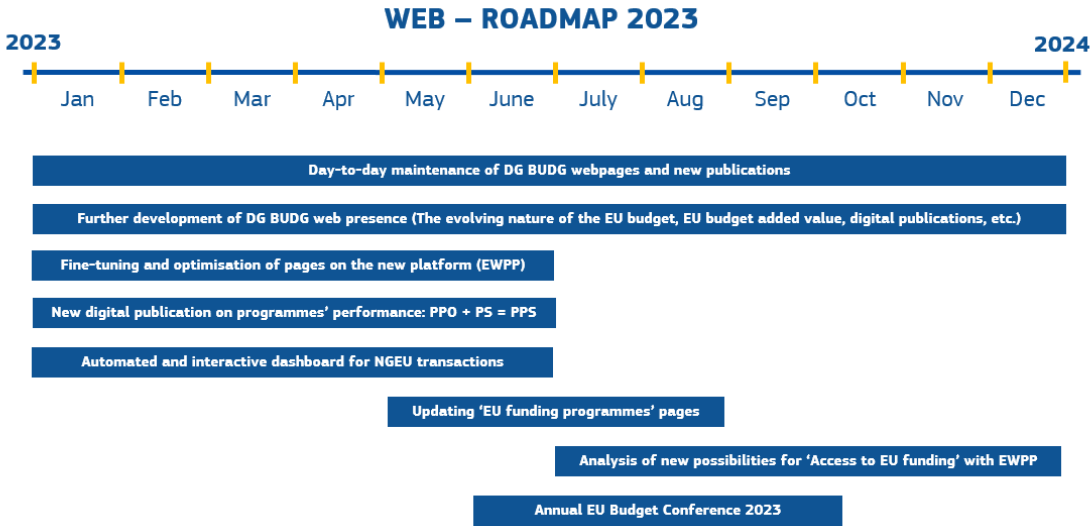 WEB – ROADMAP 2023
2023
2024
Jan
Feb
Mar
Apr
May
June
July
Aug
Sep
Oct
Nov
Dec
Day-to-day maintenance of DG BUDG webpages and new publications
Further development of DG BUDG web presence (The evolving nature of the EU budget, EU budget added value, digital publications, etc.)
Fine-tuning and optimisation of pages on the new platform (EWPP)
New digital publication on programmes’ performance: PPO + PS = PPS
Automated and interactive dashboard for NGEU transactions
Updating ‘EU funding programmes’ pages
Analysis of new possibilities for ‘Access to EU funding’ with EWPP
Annual EU Budget Conference 2023